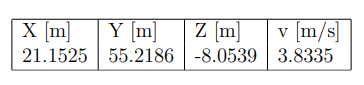 X [m] Y [m] Z [m] v [m/s]
21.1525 55.2186 -8.0539 3.8335